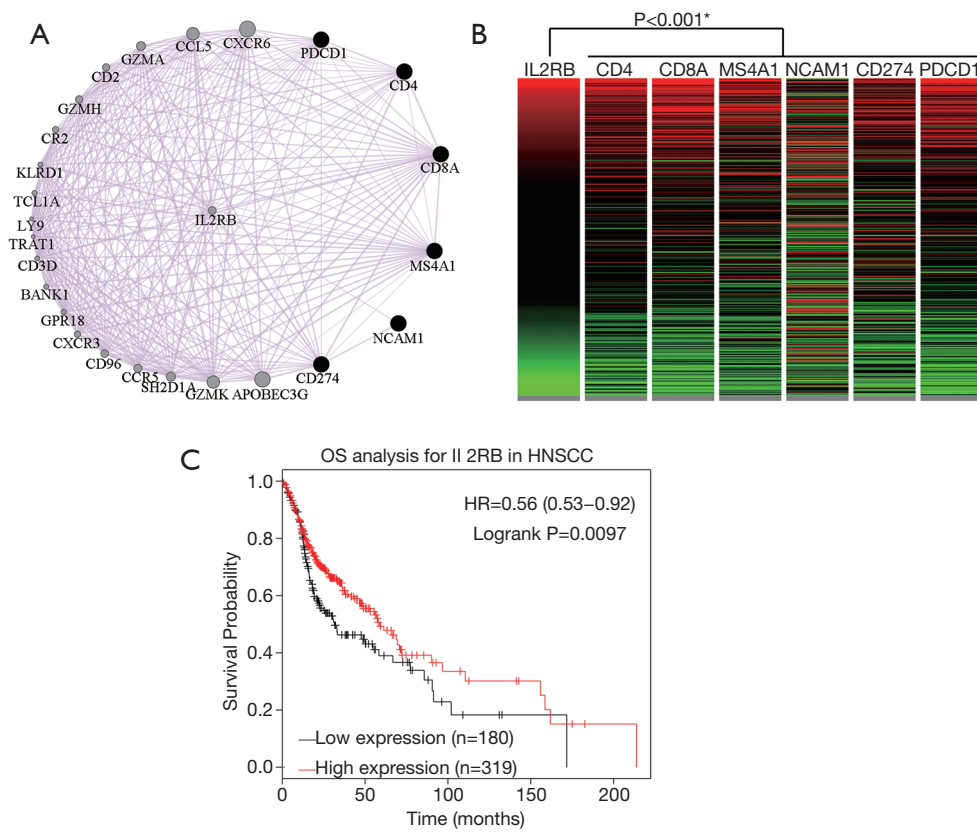 A
CXCR6
CCL5
PDCD1
GZMA
CD2
CD4
GZMH
CR2
CD8A
KLRD1
TCL1A
IL2RB
LY9
TRAT1
CD3D
MS4A1
BANK1
GPR18
CXCR3
NCAM1
CD96
CCR5
CD274
SH2D1A
GZMK APOBEC3G
B
P<0.001*
IL2RB CD4 CD8A MS4A1 NCAM1 CD274 PDCD1
C
OS analysis for II 2RB in HNSCC
HR=0.56 (0.53–0.92)
Logrank P=0.0097
Survival Probability
1.0
0.8
0.6
0.4
0.2
0.0
Low expression (n=180)
High expression (n=319)
0 50 100 150 200
Time (months)